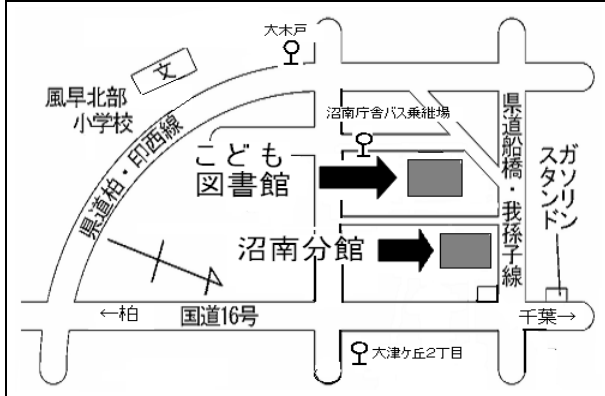 大木戸
文
風早北部
小学校
県道柏・印西線
沼南庁舎バス乗継場
こども
図書館
沼南分館
県道船橋・我孫子線
ガソリン
スタンド
←柏
国道16号
千葉→
大津ケ丘2丁目